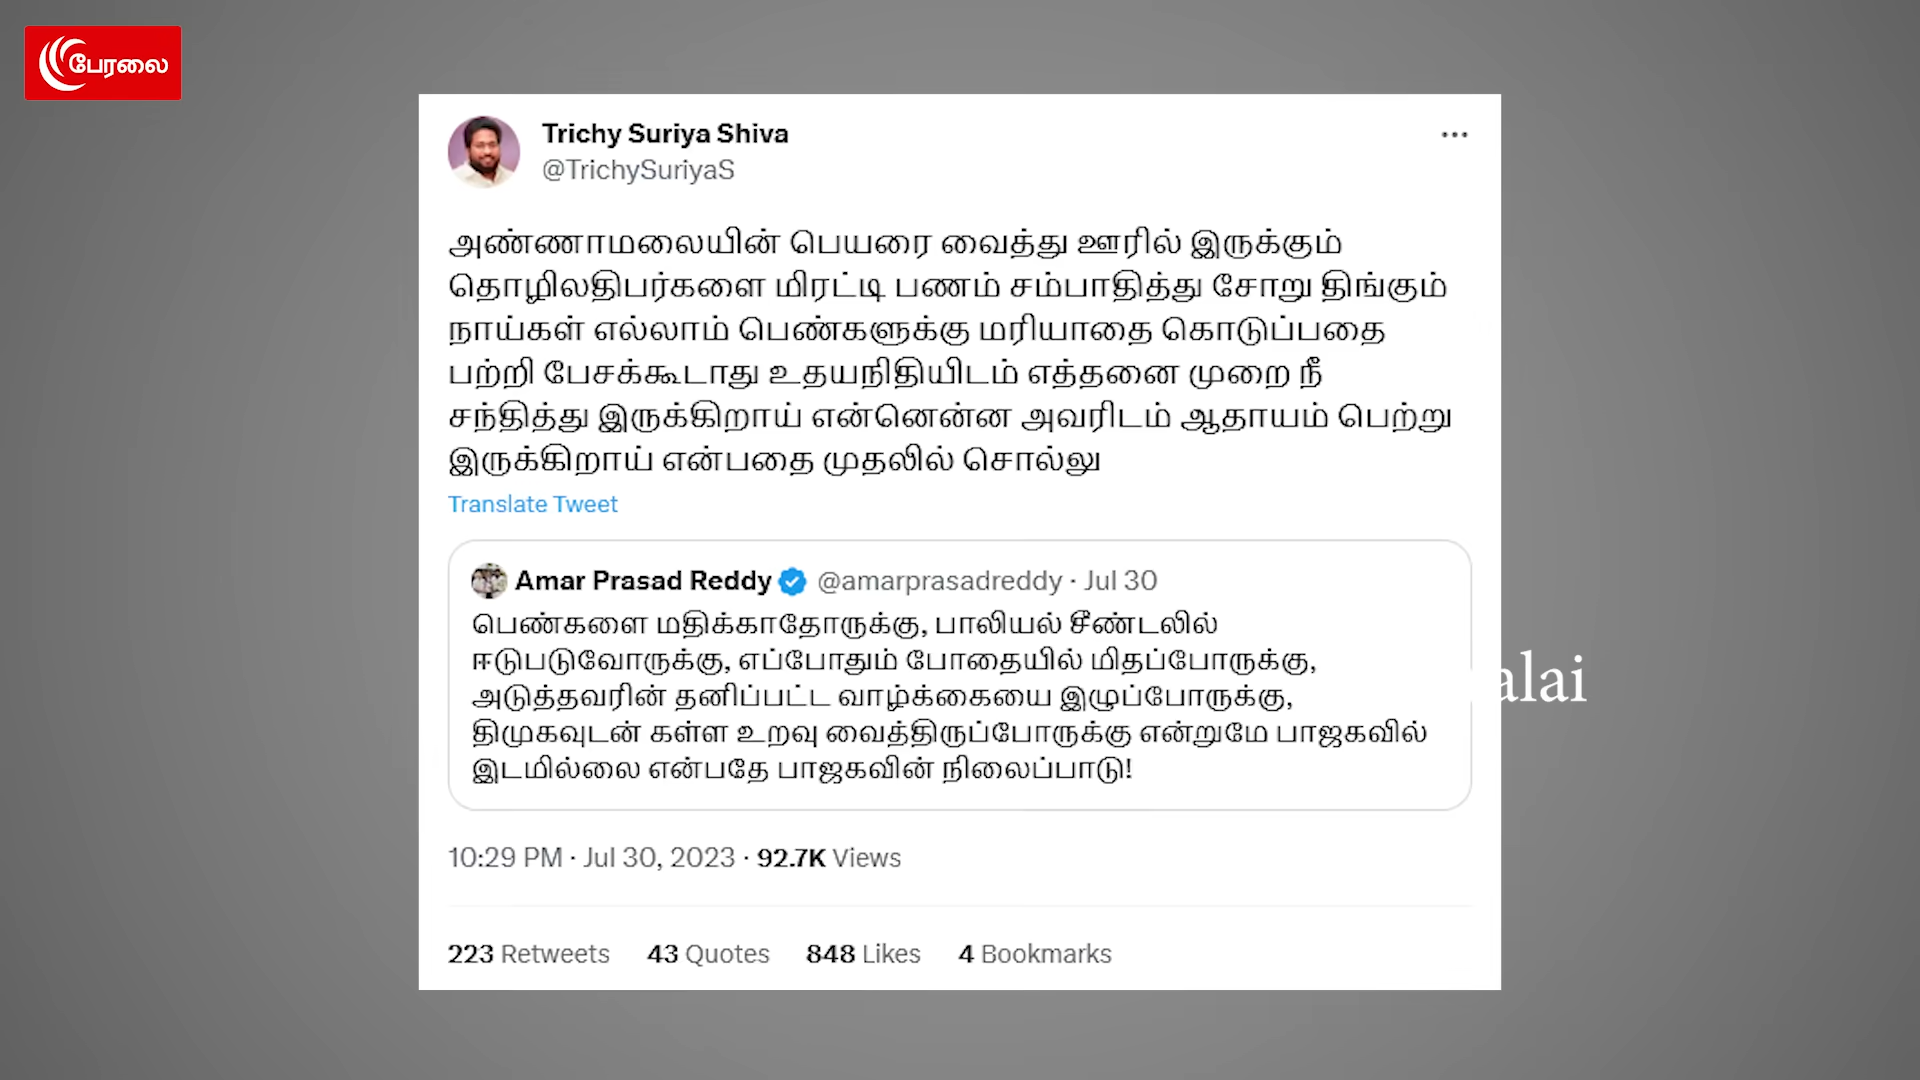 பேரலை
Trichy Suriya Shiva
@TrichySuriyaS
அண்ணாமலையின் பெயரை வைத்து ஊரில் இருக்கும்
தொழிலதிபர்களை மிரட்டி பணம் சம்பாதித்து சோறு திங்கும்
நாய்கள் எல்லாம் பெண்களுக்கு மரியாதை கொடுப்பதை
பற்றி பேசக்கூடாது உதயநிதியிடம் எத்தனை முறை நீ
சந்தித்து இருக்கிறாய் என்னென்ன அவரிடம் ஆதாயம் பெற்று
இருக்கிறாய் என்பதை முதலில் சொல்லு
Translate Tweet
Amar Prasad Reddy @amarprasadreddy · Jul 30
பெண்களை மதிக்காதோருக்கு, பாலியல் சீண்டலில்
ஈடுபடுவோருக்கு, எப்போதும் போதையில் மிதப்போருக்கு,
அடுத்தவரின் தனிப்பட்ட வாழ்க்கையை இழுப்போருக்கு,
திமுகவுடன் கள்ள உறவு வைத்திருப்போருக்கு என்றுமே பாஜகவில்
இடமில்லை என்பதே பாஜகவின் நிலைப்பாடு!
alai
10:29 PM · Jul 30, 2023 · 92.7K Views
223 Retweets 43 Quotes 848 Likes 4 Bookmarks